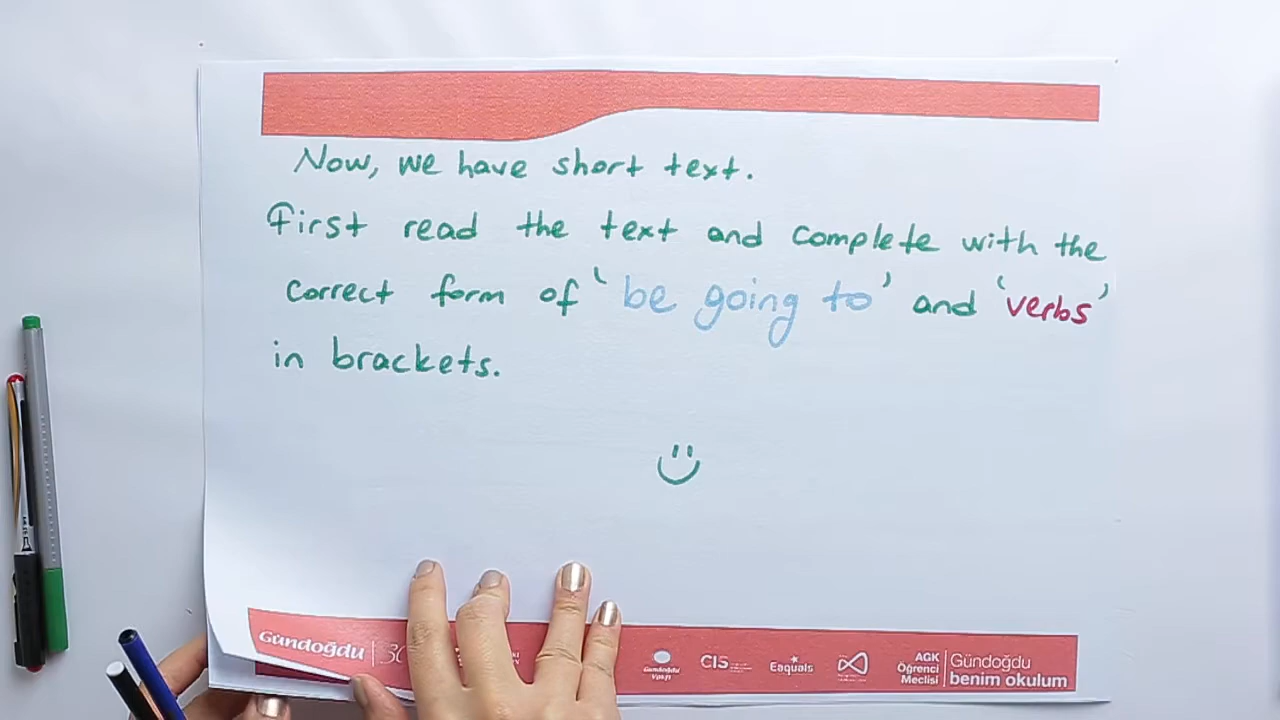 Now, we have short text.
First read the text and complete with the
correct form of 'be going to' and 'verbs'
in brackets.
Gündoğdu
Gündoğdu
CIS
Eaquals
AGK
Öğrenci
Meclisi
Gündoğdu
benim okulum